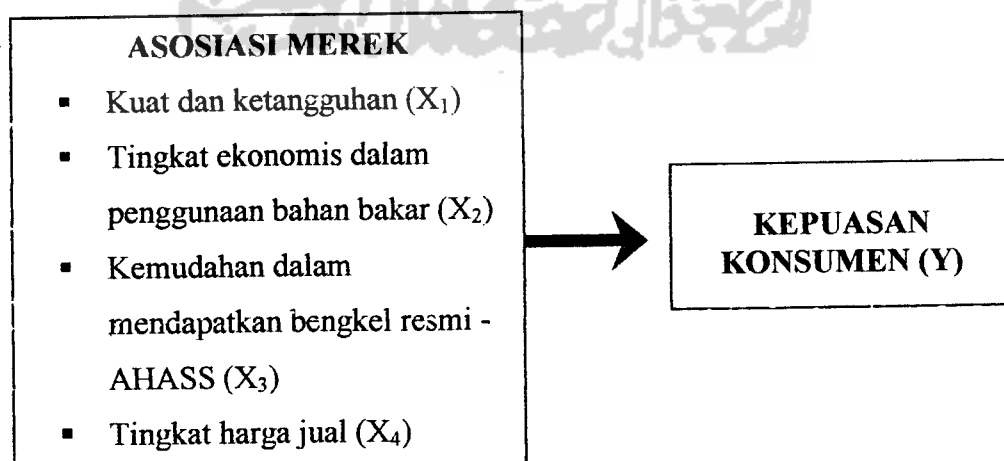 ASOSIASI MEREK
▪ Kuat dan ketangguhan (X₁)
▪ Tingkat ekonomis dalam
penggunaan bahan bakar (X₂)
▪ Kemudahan dalam
mendapatkan bengkel resmi -
AHASS (X₃)
▪ Tingkat harga jual (X₄)
KEPUASAN
KONSUMEN (Y)